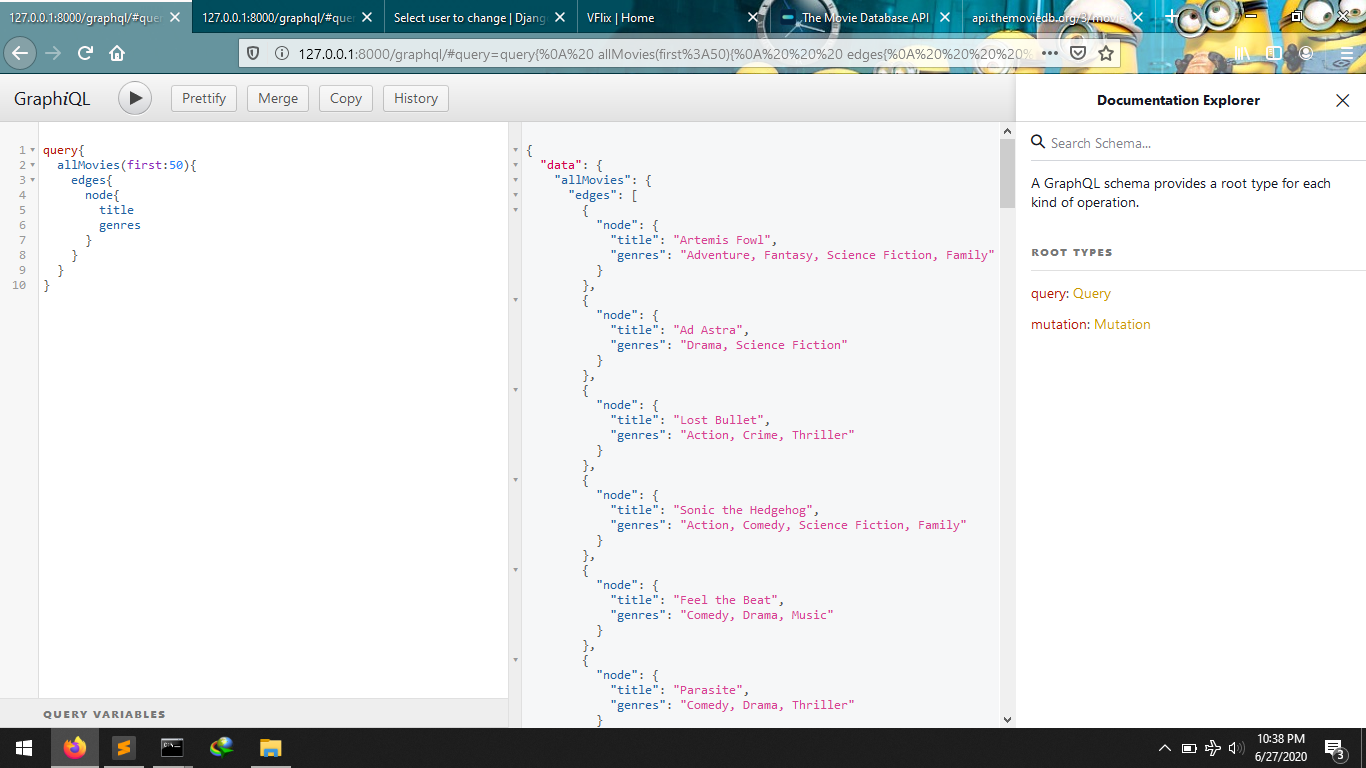 127.0.0.1:8000/graphql/#que
127.0.0.1:8000/graphql/#que
Select user to change | Djang
VFlix | Home
The Movie Database API
api.themoviedb.org/3/movie
127.0.0.1:8000/graphql/#query=query{%0A%20 allMovies(first%3A50){%0A%20%20%20 edges{%0A%20%20%20%20%
GraphiQL
Prettify
Merge
Copy
History
Documentation Explorer
1 query{
2 allMovies(first:50){
3 edges{
4 node{
5 title
6 genres
7 }
8 }
9 }
10 }
QUERY VARIABLES
{
"data": {
"allMovies": {
"edges": [
{
"node": {
"title": "Artemis Fowl",
"genres": "Adventure, Fantasy, Science Fiction, Family"
}
},
{
"node": {
"title": "Ad Astra",
"genres": "Drama, Science Fiction"
}
},
{
"node": {
"title": "Lost Bullet",
"genres": "Action, Crime, Thriller"
}
},
{
"node": {
"title": "Sonic the Hedgehog",
"genres": "Action, Comedy, Science Fiction, Family"
}
},
{
"node": {
"title": "Feel the Beat",
"genres": "Comedy, Drama, Music"
}
},
{
"node": {
"title": "Parasite",
"genres": "Comedy, Drama, Thriller"
}
Search Schema...
A GraphQL schema provides a root type for each
kind of operation.
ROOT TYPES
query: Query
mutation: Mutation
10:38 PM
6/27/2020
3